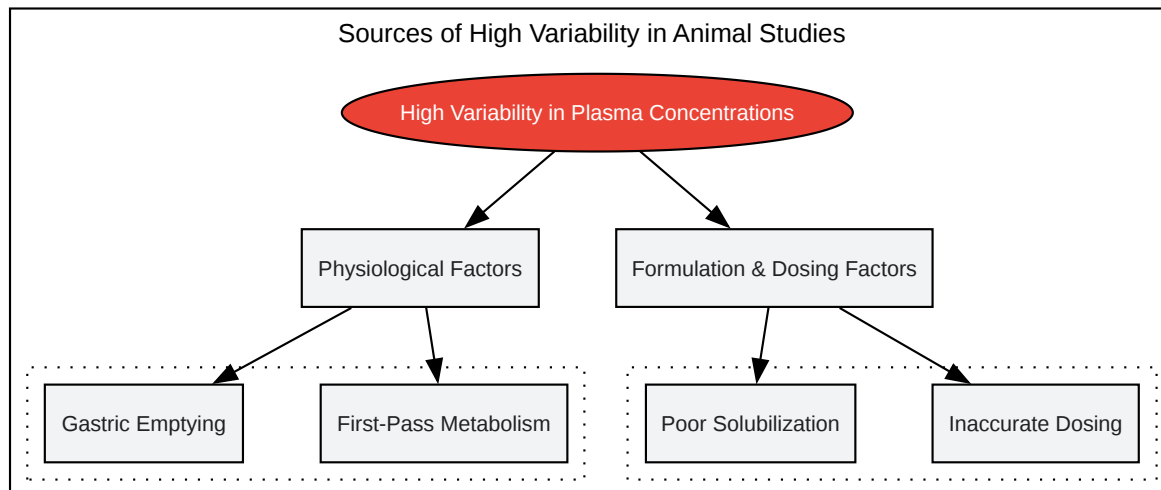 Sources of High Variability in Animal Studies
High Variability in Plasma Concentrations
Physiological Factors
Formulation & Dosing Factors
Gastric Emptying
First-Pass Metabolism
Poor Solubilization
Inaccurate Dosing